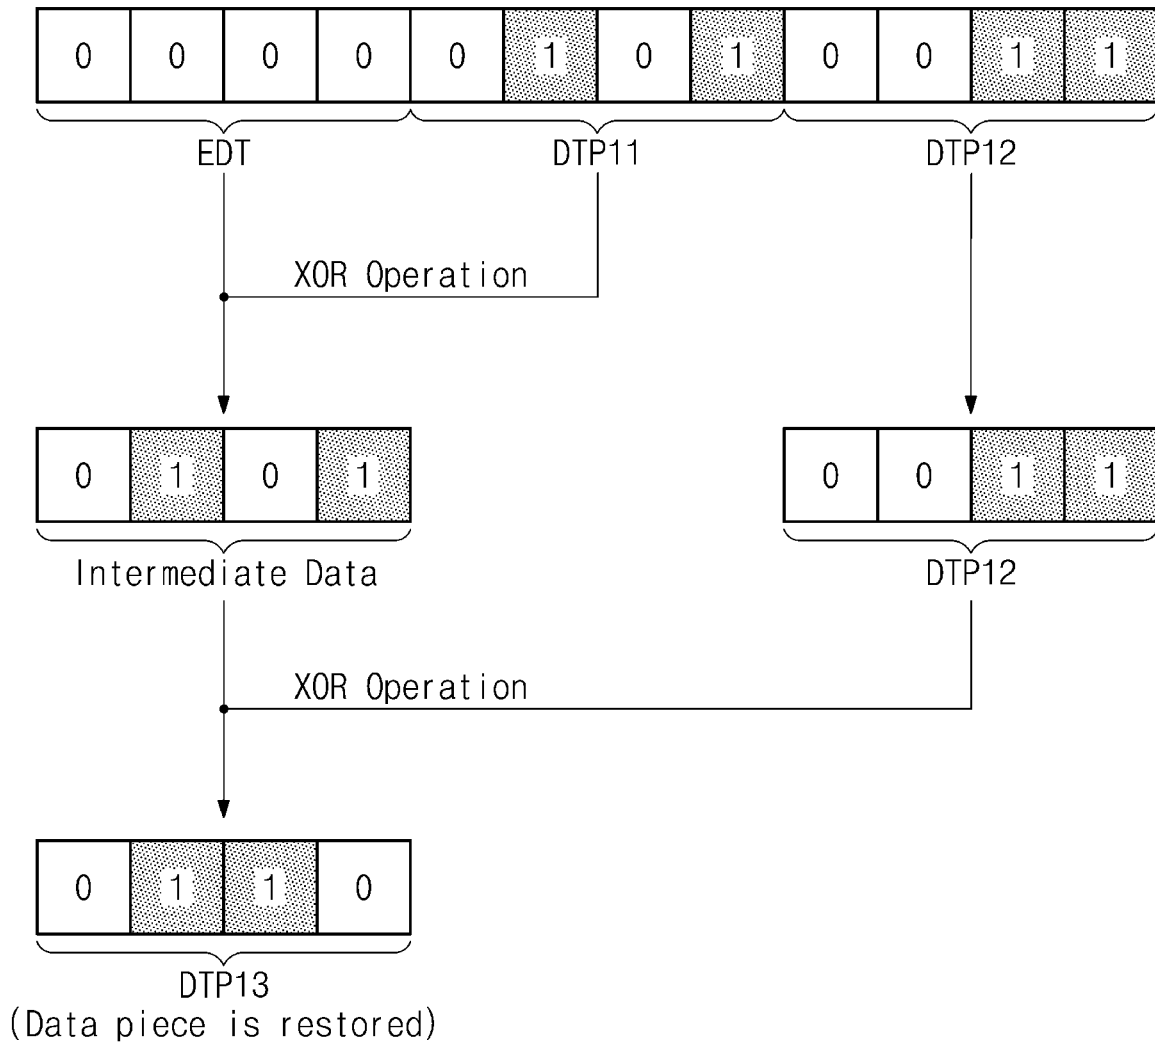 0 0 0 0 0 1 0 1 0 0 1 1
EDT DTP11 DTP12
XOR Operation
0 1 0 1 0 0 1 1
Intermediate Data DTP12
XOR Operation
0 1 1 0
DTP13
(Data piece is restored)